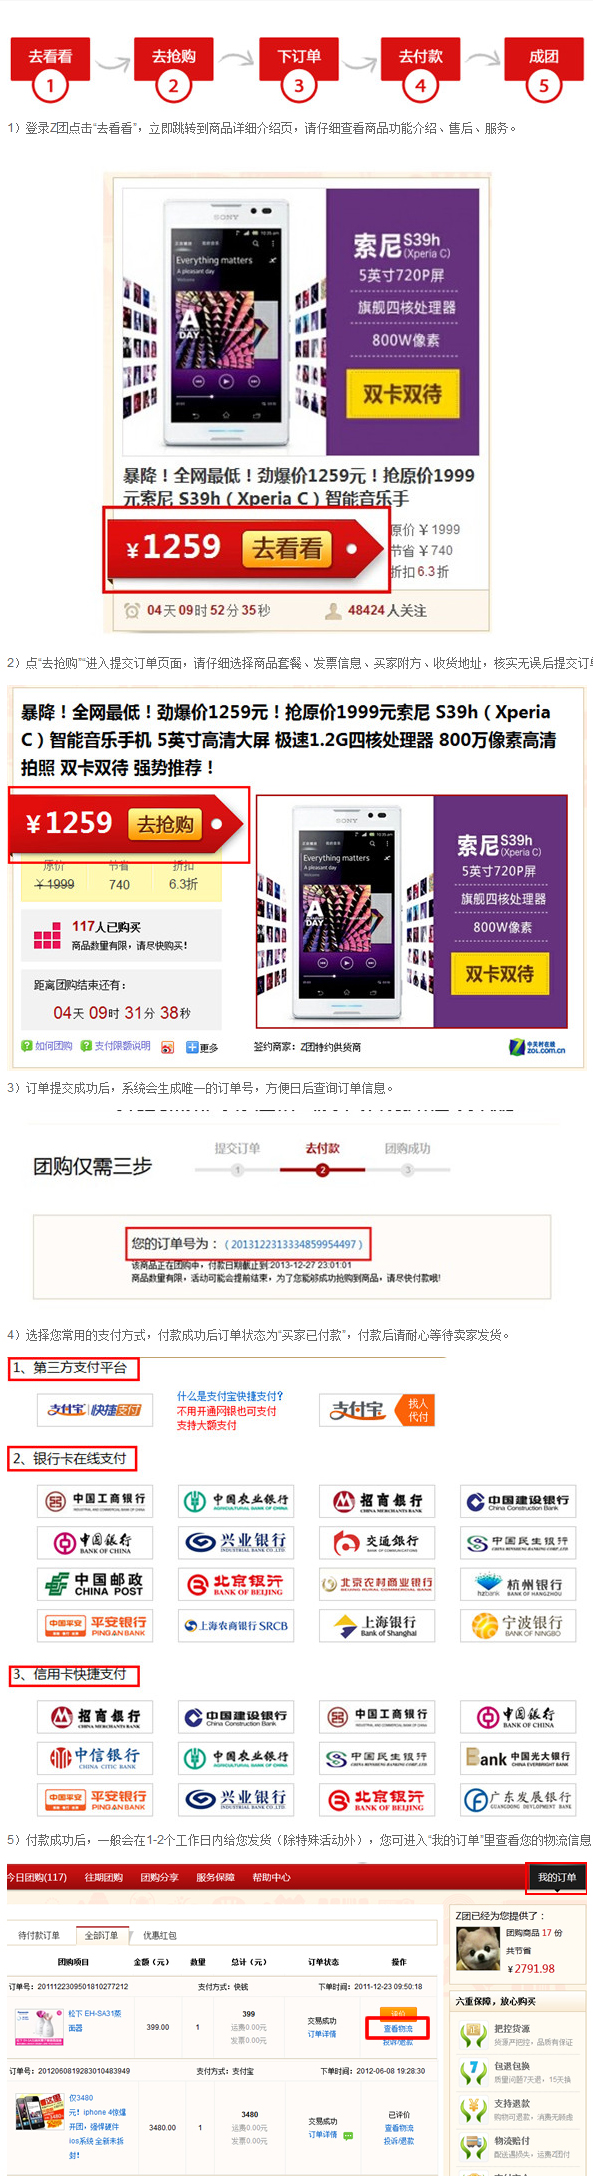 去看看
去抢购
下订单
去付款
成团
1
2
3
4
5
1）登录Z团点击“去看看”，立即跳转到商品详细介绍页，请仔细查看商品功能介绍、售后、服务。
SONY
Everything matters
索尼S39h
(Xperia C)
5英寸720P屏
旗舰四核处理器
800W像素
双卡双待
暴降！全网最低！劲爆价1259元！抢原价1999
元索尼 S39h（Xperia C）智能音乐手
¥1259 去看看
原价 ¥ 1999
节省 ¥ 740
折扣 6.3 折
04天 09时 52分 35秒
48424人关注
2）点“去抢购”“进入提交订单页面，请仔细选择商品套餐、发票信息、买家附方、收货地址，核实无误后提交订
暴降！全网最低！劲爆价1259元！抢原价1999元索尼 S39h（Xperia
C）智能音乐手机 5英寸高清大屏 极速1.2G四核处理器 800万像素高清
拍照 双卡双待 强势推荐！
¥1259 去抢购
原价 节省 折扣
¥1999 740 6.3折
117人已购买
商品数量有限，请尽快购买！
距离团购结束还有：
04天 09时 31分 38秒
如何团购 支付限额说明 更多
SONY
Everything matters
索尼S39h
(Xperia C)
5英寸720P屏
旗舰四核处理器
800W像素
双卡双待
签约商家：Z团特约供货商
中关村在线
ZOL.COM.CN
3）订单提交成功后，系统会生成唯一的订单号，方便日后查询订单信息。
团购仅需三步
提交订单 去付款 团购成功
1 2 3
您的订单号为：（2013122313334859954497）
该商品正在团购中，付款日期截止到:2013-12-27 23:01:01
商品数量有限，活动可能会提前结束，为了您能够成功抢购到商品，请尽快付款哦!
4）选择您常用的支付方式，付款成功后订单状态为“买家已付款”，付款后请耐心等待卖家发货。
1、第三方支付平台
支付宝 快捷支付
什么是支付宝快捷支付?
不用开通网银也可支付
支持大额支付
支付宝 找人代付
2、银行卡在线支付
中国工商银行 中国农业银行 招商银行 中国建设银行
AGRICULTURAL BANK OF CHINA CHINA MERCHANTS BANK China Construction Bank
中国银行 兴业银行 交通银行 中国民生银行
BANK OF CHINA INDUSTRIAL BANK CO.,LTD. BANK OF COMMUNICATIONS
中国邮政 北京银行 北京农村商业银行 杭州银行
CHINA POST BANK OF BEIJING BEIJING RURAL COMMERCIAL BANK hzbank BANK OF HANGZHOU
中国平安 平安银行 上海农商银行 SRCB 上海银行 宁波银行
PING AN BANK Bank of Shanghai BANK OF NINGBO
3、信用卡快捷支付
招商银行 中国建设银行 中国工商银行 中国银行
CHINA MERCHANTS BANK China Construction Bank BANK OF CHINA
中信银行 中国农业银行 中国民生银行 Bank 中国光大银行
CHINA CITIC BANK AGRICULTURAL BANK OF CHINA CHINA EVERBRIGHT BANK
中国平安 平安银行 兴业银行 北京银行 广东发展银行
PING AN BANK INDUSTRIAL BANK CO.,LTD. BANK OF BEIJING GUANGDONG DEVELOPMENT BANK
5）付款成功后，一般会在1-2个工作日内给您发货（除特殊活动外），您可进入“我的订单”里查看您的物流信息
今日团购(117) 往期团购 团购分享 服务保障 帮助中心 我的订单
待付款订单 全部订单 优惠红包
团购项目 金额（元） 数量 总计（元） 订单状态 操作
订单号：2011122309501810277212 支付方式：快钱 下单时间：2011-12-23 09:50:18
松下 EH-SA31蒸
面器
399.00 1 399
运费0.00元
发票0.00元
交易成功
订单详情
评价
查看物流
投诉/退款
订单号：2012060819283010483949 支付方式：支付宝 下单时间：2012-06-08 19:28:30
仅3480
元！iphone 4惊爆
开团，强悍硬件
ios系统 全新未拆
封！
3480.00 1 3480
运费0.00元
发票0.00元
交易成功
订单详情
已评价
查看物流
投诉/退款
Z团已经为您提供了：
团购商品 17 份
共节省
¥2791.98
六重保障，放心购买
把控货源
货源严把控，品质有保证
包退包换
质量问题7天退，15天换
支持退款
购物可退款，消费无顾虑
物流赔付
配送遇损失，运费Z团付